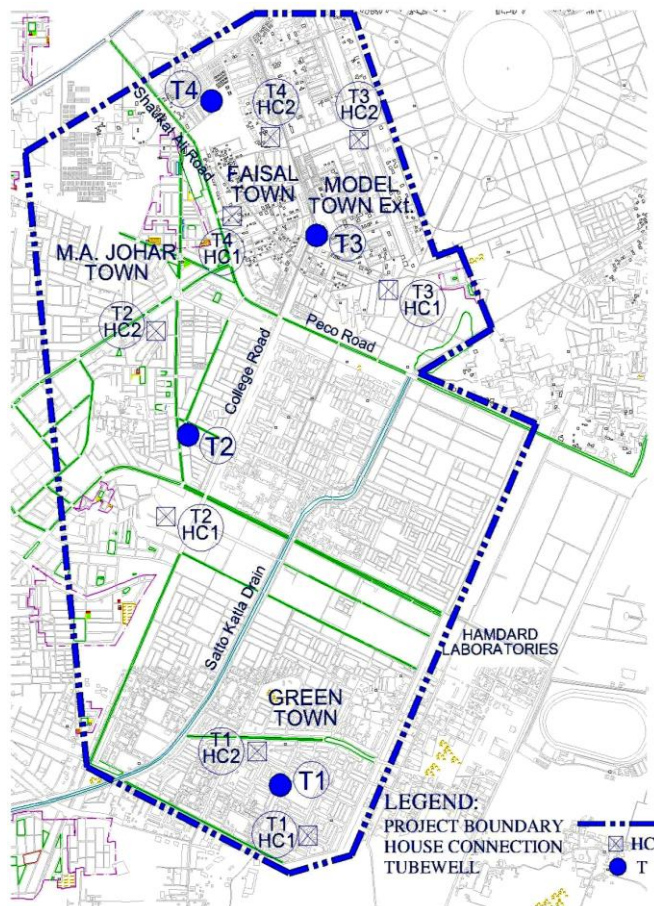 T4
T4
HC2
T3
HC2
Shaukat Ali Road
FAISAL
TOWN
MODEL
TOWN Ext.
T3
T4
HC1
M.A. JOHAR
TOWN
T3
HC1
T2
HC2
Peco Road
College Road
T2
T2
HC1
Satto Katla Drain
HAMDARD
LABORATORIES
GREEN
TOWN
T1
HC2
T1
T1
HC1
LEGEND:
PROJECT BOUNDARY
HOUSE CONNECTION HC
TUBEWELL T